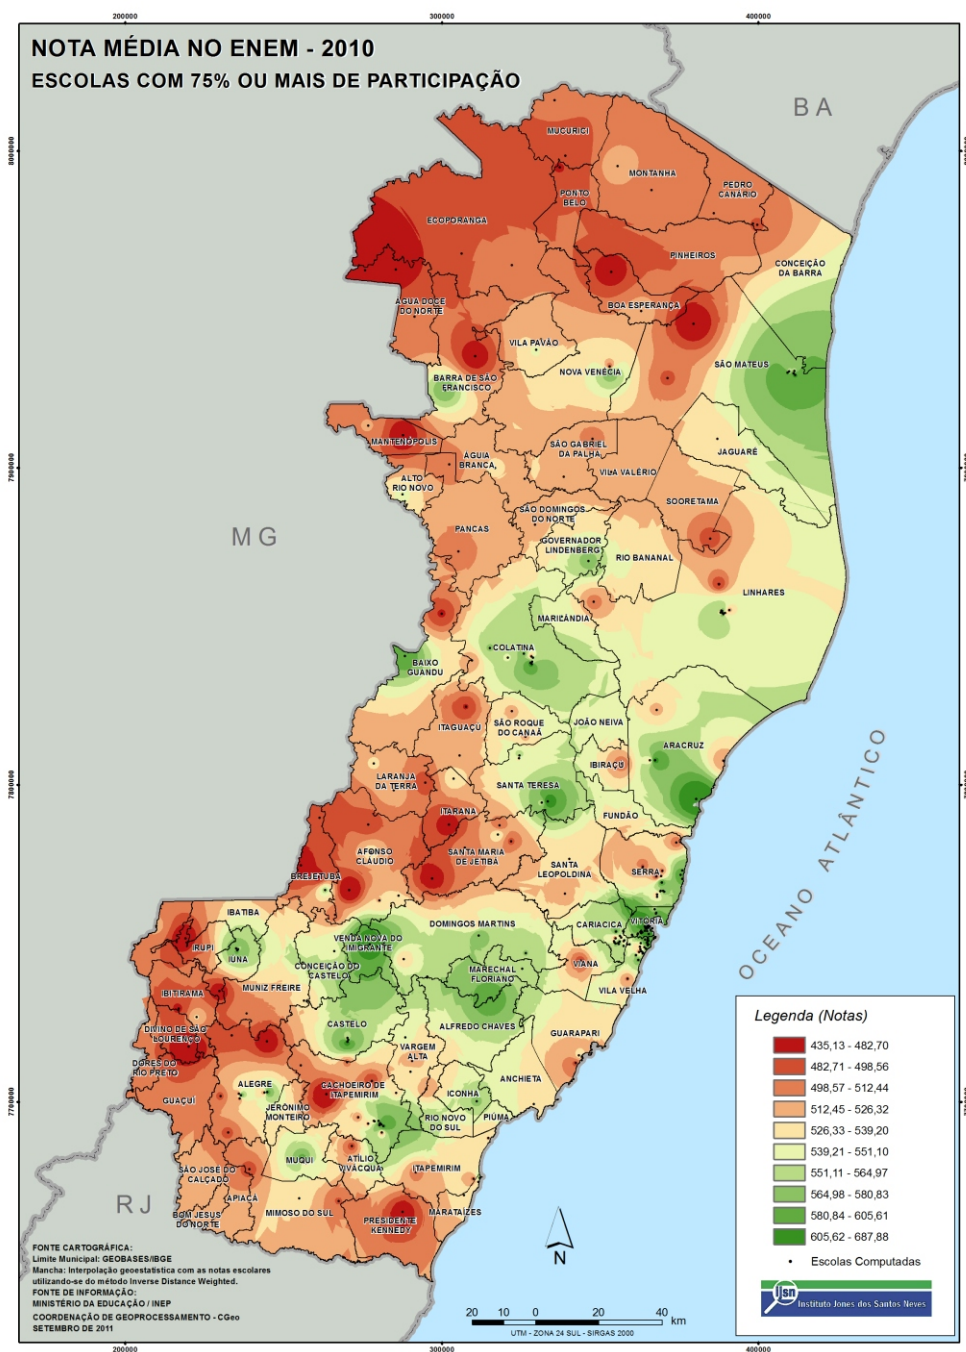 200000
300000
400000
NOTA MÉDIA NO ENEM - 2010
ESCOLAS COM 75% OU MAIS DE PARTICIPAÇÃO
BA
8000000
MUCURICI
MONTANHA
PEDRO
CANÁRIO
PONTO
BELO
ECOPORANGA
PINHEIROS
CONCEIÇÃO
DA BARRA
ÁGUA DOCE
DO NORTE
BOA ESPERANÇA
VILA PAVÃO
SÃO MATEUS
NOVA VENÉCIA
BARRA DE SÃO
FRANCISCO
MANTENÓPOLIS
SÃO GABRIEL
DA PALHA
JAGUARÉ
ÁGUIA
BRANCA
7900000
VILA VALÉRIO
ALTO
RIO NOVO
SOORETAMA
SÃO DOMINGOS
DO NORTE
PANCAS
MG
GOVERNADOR
LINDENBERG
RIO BANANAL
LINHARES
MARILÂNDIA
COLATINA
BAIXO
GUANDU
ITAGUAÇU
SÃO ROQUE
DO CANAÃ
JOÃO NEIVA
ARACRUZ
IBIRAÇU
LARANJA
DA TERRA
SANTA TERESA
7800000
ITARANA
FUNDÃO
AFONSO
CLÁUDIO
SANTA MARIA
DE JETIBÁ
SANTA
LEOPOLDINA
SERRA
BREJETUBA
OCEANO ATLÂNTICO
IBATIBA
DOMINGOS MARTINS
CARIACICA
VITÓRIA
IRUPI
IUNA
VENDA NOVA DO
IMIGRANTE
CONCEIÇÃO DO
CASTELO
MARECHAL
FLORIANO
VIANA
IBITIRAMA
MUNIZ FREIRE
VILA VELHA
DIVINO DE SÃO
LOURENÇO
CASTELO
ALFREDO CHAVES
GUARAPARI
VARGEM
ALTA
DORES DO
RIO PRETO
ALEGRE
CACHOEIRO DE
ITAPEMIRIM
ANCHIETA
GUAÇUÍ
ICONHA
JERÔNIMO
MONTEIRO
RIO NOVO
DO SUL
PIÚMA
MUQUI
ATÍLIO
VIVACQUA
SÃO JOSÉ DO
CALÇADO
ITAPEMIRIM
APIACÁ
RJ
BOM JESUS
DO NORTE
MIMOSO DO SUL
PRESIDENTE
KENNEDY
MARATAÍZES
Legenda (Notas)
435,13 - 482,70
482,71 - 498,56
498,57 - 512,44
512,45 - 526,32
526,33 - 539,20
539,21 - 551,10
551,11 - 564,97
564,98 - 580,83
580,84 - 605,61
605,62 - 687,88
Escolas Computadas
ijsn
Instituto Jones dos Santos Neves
7700000
N
FONTE CARTOGRÁFICA:
Limite Municipal: GEOBASES/IBGE
Mancha: Interpolação geoestatística com as notas escolares
utilizando-se do método Inverse Distance Weighted.
FONTE DE INFORMAÇÃO:
MINISTÉRIO DA EDUCAÇÃO / INEP
COORDENAÇÃO DE GEOPROCESSAMENTO - CGeo
SETEMBRO DE 2011
20 10 0 20 40 km
UTM - ZONA 24 SUL - SIRGAS 2000
200000
300000
400000